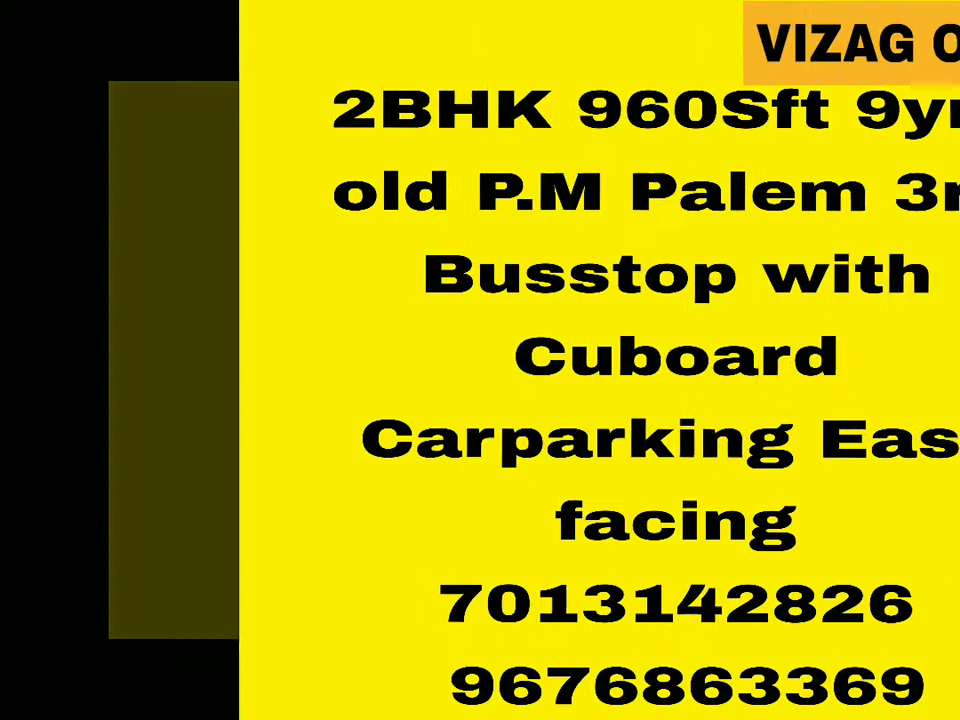 VIZAG
2BHK 960Sft
old P.M Palem
Busstop with
Cuboard
Carparking
facing
7013142826
9676863369